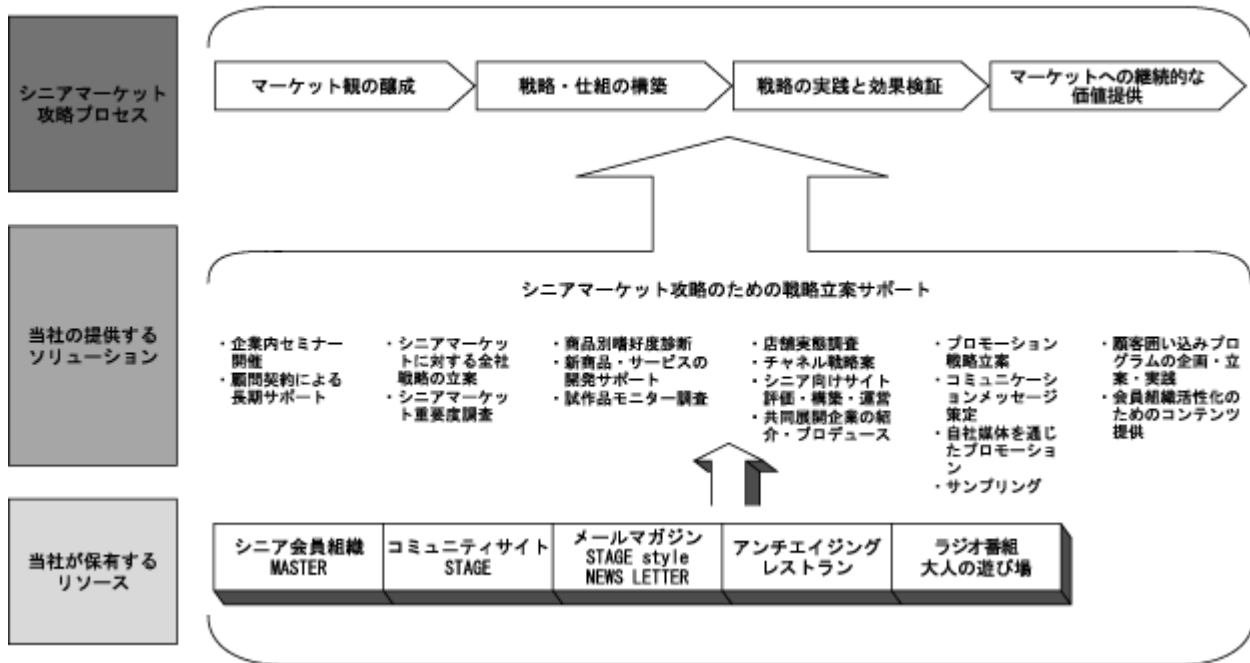 シニアマーケット
攻略プロセス
マーケット観の醸成
戦略・仕組の構築
戦略の実践と効果検証
マーケットへの継続的な
価値提供
当社の提供する
ソリューション
シニアマーケット攻略のための戦略立案サポート
・企業内セミナー
開催
・顧問契約による
長期サポート
・シニアマーケッ
トに対する全社
戦略の立案
・シニアマーケッ
ト重要度調査
・商品別嗜好度診断
・新商品・サービスの
開発サポート
・試作品モニター調査
・店舗実態調査
・チャネル戦略案
・シニア向けサイト
評価・構築・運営
・共同展開企業の紹
介・プロデュース
・プロモーション
戦略立案
・コミュニケーシ
ョンメッセージ
策定
・自社媒体を通じ
たプロモーショ
ン
・サンプリング
・顧客囲い込みプロ
グラムの企画・立
案・実践
・会員組織活性化の
ためのコンテンツ
提供
当社が保有する
リソース
シニア会員組織
MASTER
コミュニティサイト
STAGE
メールマガジン
STAGE style
NEWS LETTER
アンチエイジング
レストラン
ラジオ番組
大人の遊び場